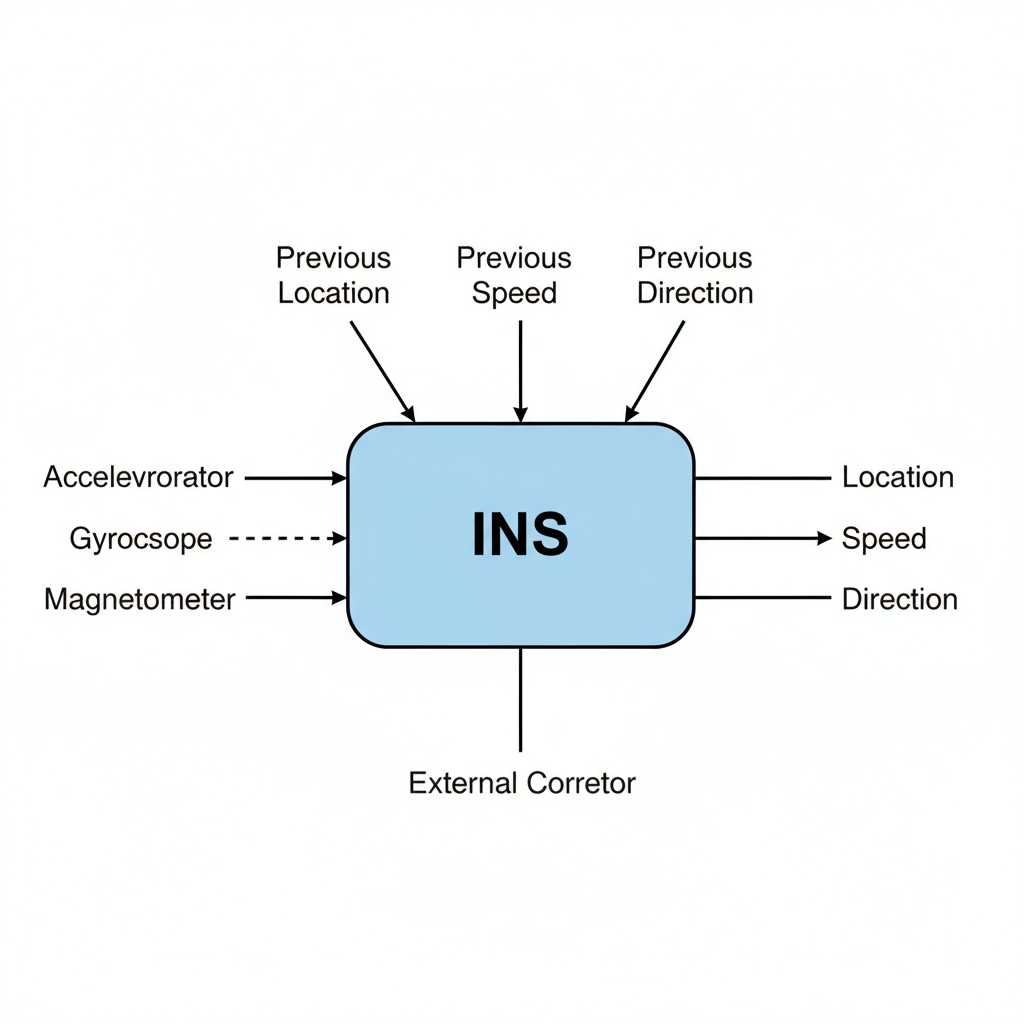 Previous
Location
Previous
Speed
Previous
Direction
Accelevrorator
Gyrocsope
Magnetometer
INS
Location
Speed
Direction
External Corretor